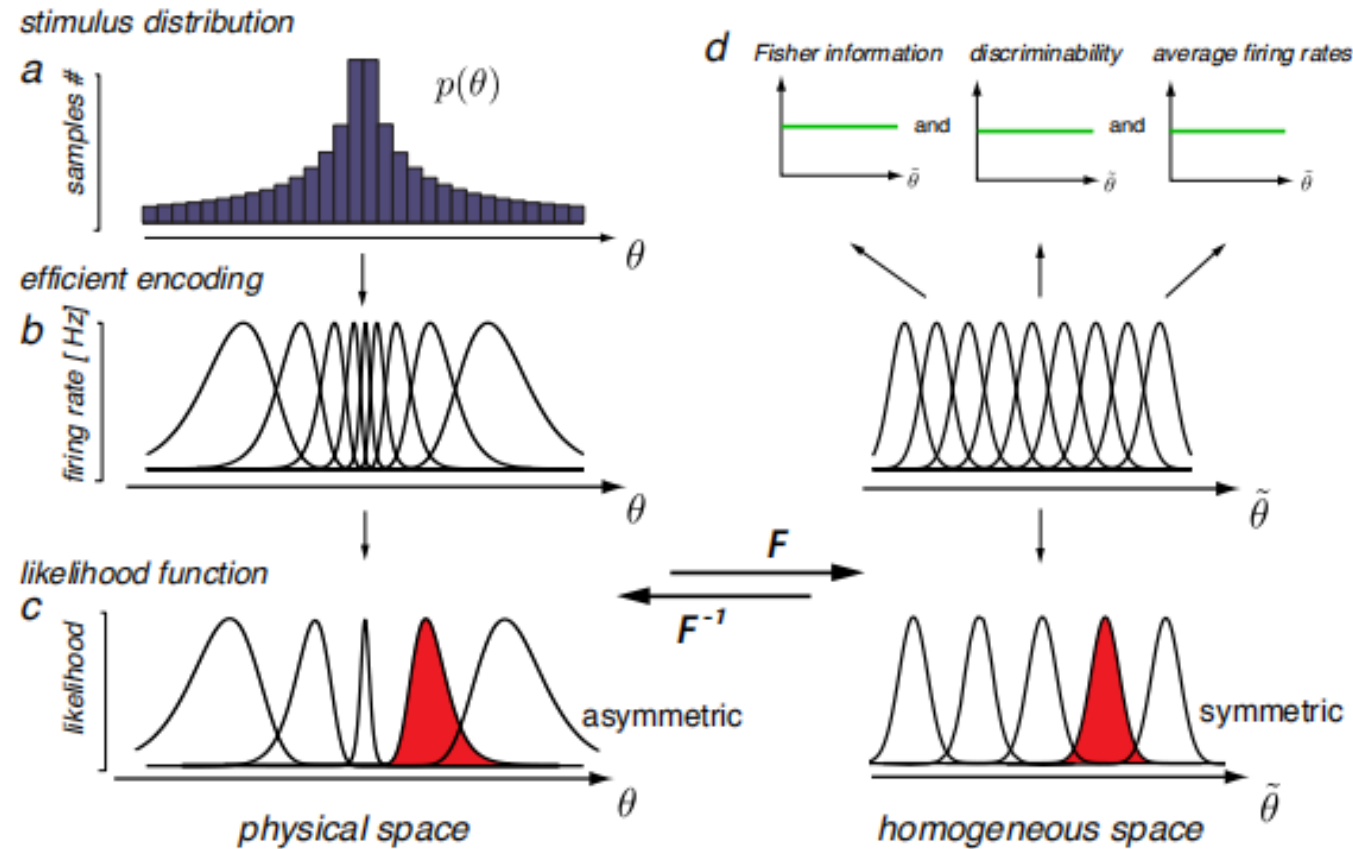 stimulus distribution
a
samples #
p(θ)
θ
efficient encoding
b
firing rate [ Hz]
θ
likelihood function
c
likelihood
asymmetric
θ
physical space
F
F⁻¹
d
Fisher information
discriminability
average firing rates
and
and
θ̃
θ̃
θ̃
θ̃
symmetric
θ̃
homogeneous space